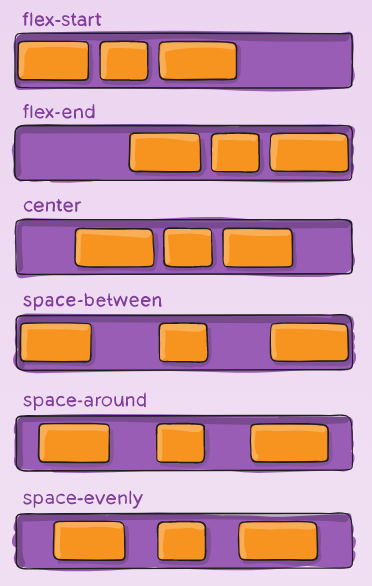 flex-start
flex-end
center
space-between
space-around
space-evenly